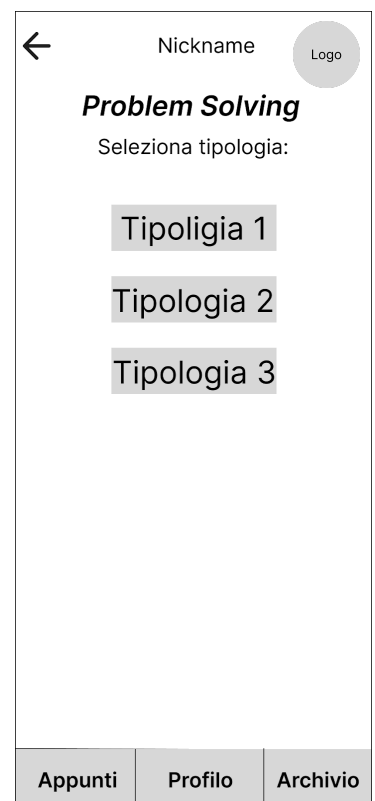 Nickname
Logo
Problem Solving
Seleziona tipologia:
Tipoligia 1
Tipologia 2
Tipologia 3
Appunti Profilo Archivio